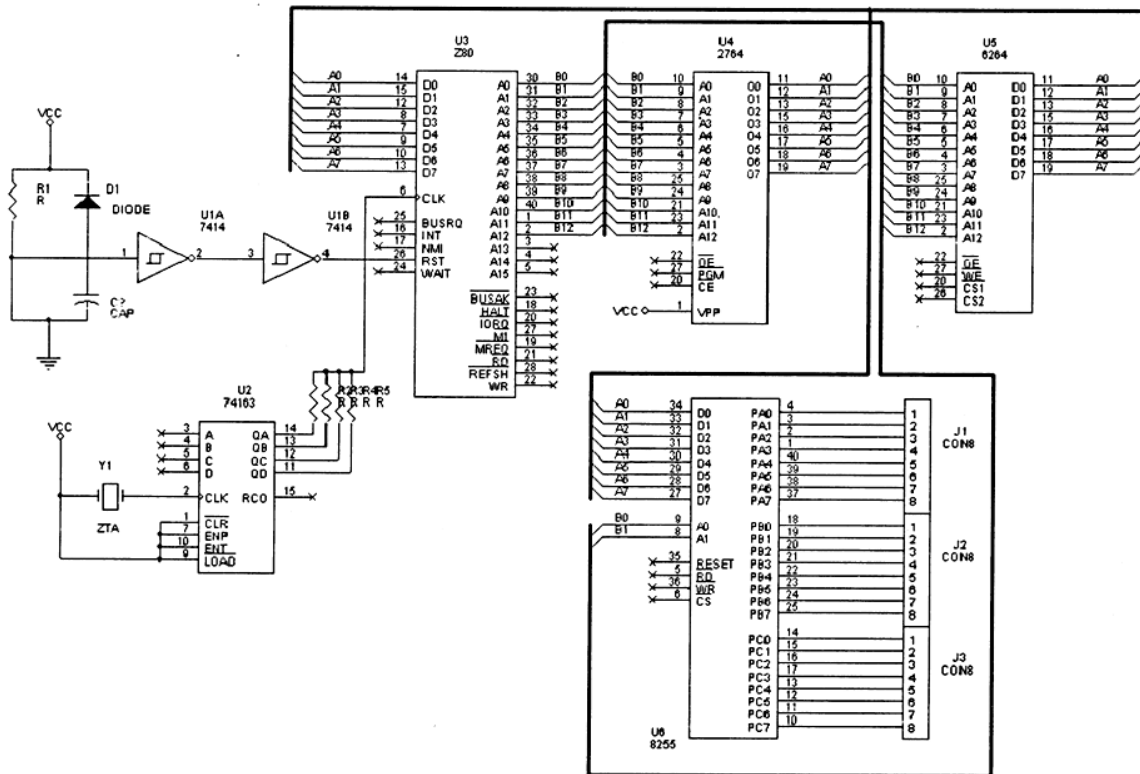 U3
Z80
A0 14 D0 A0 30 B0
A1 15 D1 A1 31 B1
A2 12 D2 A2 32 B2
A3 8 D3 A3 33 B3
A4 7 D4 A4 34 B4
A5 9 D5 A5 35 B5
A6 10 D6 A6 36 B6
A7 13 D7 A7 37 B7
A8 38 B8
6 CLK A9 39 B9
A10 40 B10
25 BUSRQ A11 1 B11
16 INT A12 2 B12
17 NMI A13 3
26 RST A14 4
24 WAIT A15 5
BUSAK 23
HALT 18
IORQ 20
M1 27
MREQ 19
RD 21
REFSH 28
WR 22
U4
2764
B0 10 A0 O0 11 A0
B1 9 A1 O1 12 A1
B2 8 A2 O2 13 A2
B3 7 A3 O3 15 A3
B4 6 A4 O4 16 A4
B5 5 A5 O5 17 A5
B6 4 A6 O6 18 A6
B7 3 A7 O7 19 A7
B8 25 A8
B9 24 A9
B10 21 A10
B11 23 A11
B12 2 A12
22 OE
27 PGM
20 CE
VCC 1 VPP
U5
6264
B0 10 A0 D0 11 A0
B1 9 A1 D1 12 A1
B2 8 A2 D2 13 A2
B3 7 A3 D3 15 A3
B4 6 A4 D4 16 A4
B5 5 A5 D5 17 A5
B6 4 A6 D6 18 A6
B7 3 A7 D7 19 A7
B8 25 A8
B9 24 A9
B10 21 A10
B11 23 A11
B12 2 A12
22 OE
27 WE
20 CS1
26 CS2
VCC
R1
R
D1
DIODE
U1A
7414
1 2
U1B
7414
3 4
C?
CAP
R2 R3 R4 R5
R R R R
U2
74163
VCC
3 A QA 14
4 B QB 13
5 C QC 12
6 D QD 11
Y1
ZTA
2 CLK RCO 15
1 CLR
7 ENP
10 ENT
9 LOAD
A0 34 D0 PA0 4 1
A1 33 D1 PA1 3 2
A2 32 D2 PA2 2 3
A3 31 D3 PA3 1 4
A4 30 D4 PA4 40 5
A5 29 D5 PA5 39 6
A6 28 D6 PA6 38 7
A7 27 D7 PA7 37 8
J1
CON8
B0 9 A0 PB0 18 1
B1 8 A1 PB1 19 2
PB2 20 3
35 RESET PB3 21 4
5 RD PB4 22 5
36 WR PB5 23 6
6 CS PB6 24 7
PB7 25 8
J2
CON8
PC0 14 1
PC1 15 2
PC2 16 3
PC3 17 4
PC4 13 5
PC5 12 6
PC6 11 7
PC7 10 8
J3
CON8
U6
8255